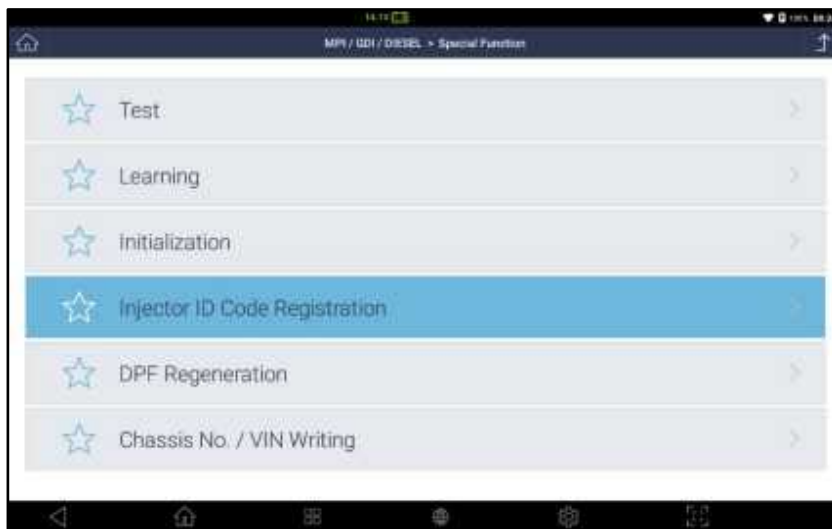 MPI / GDI / DIESEL > Special Function
Test
Learning
Initialization
Injector ID Code Registration
DPF Regeneration
Chassis No. / VIN Writing